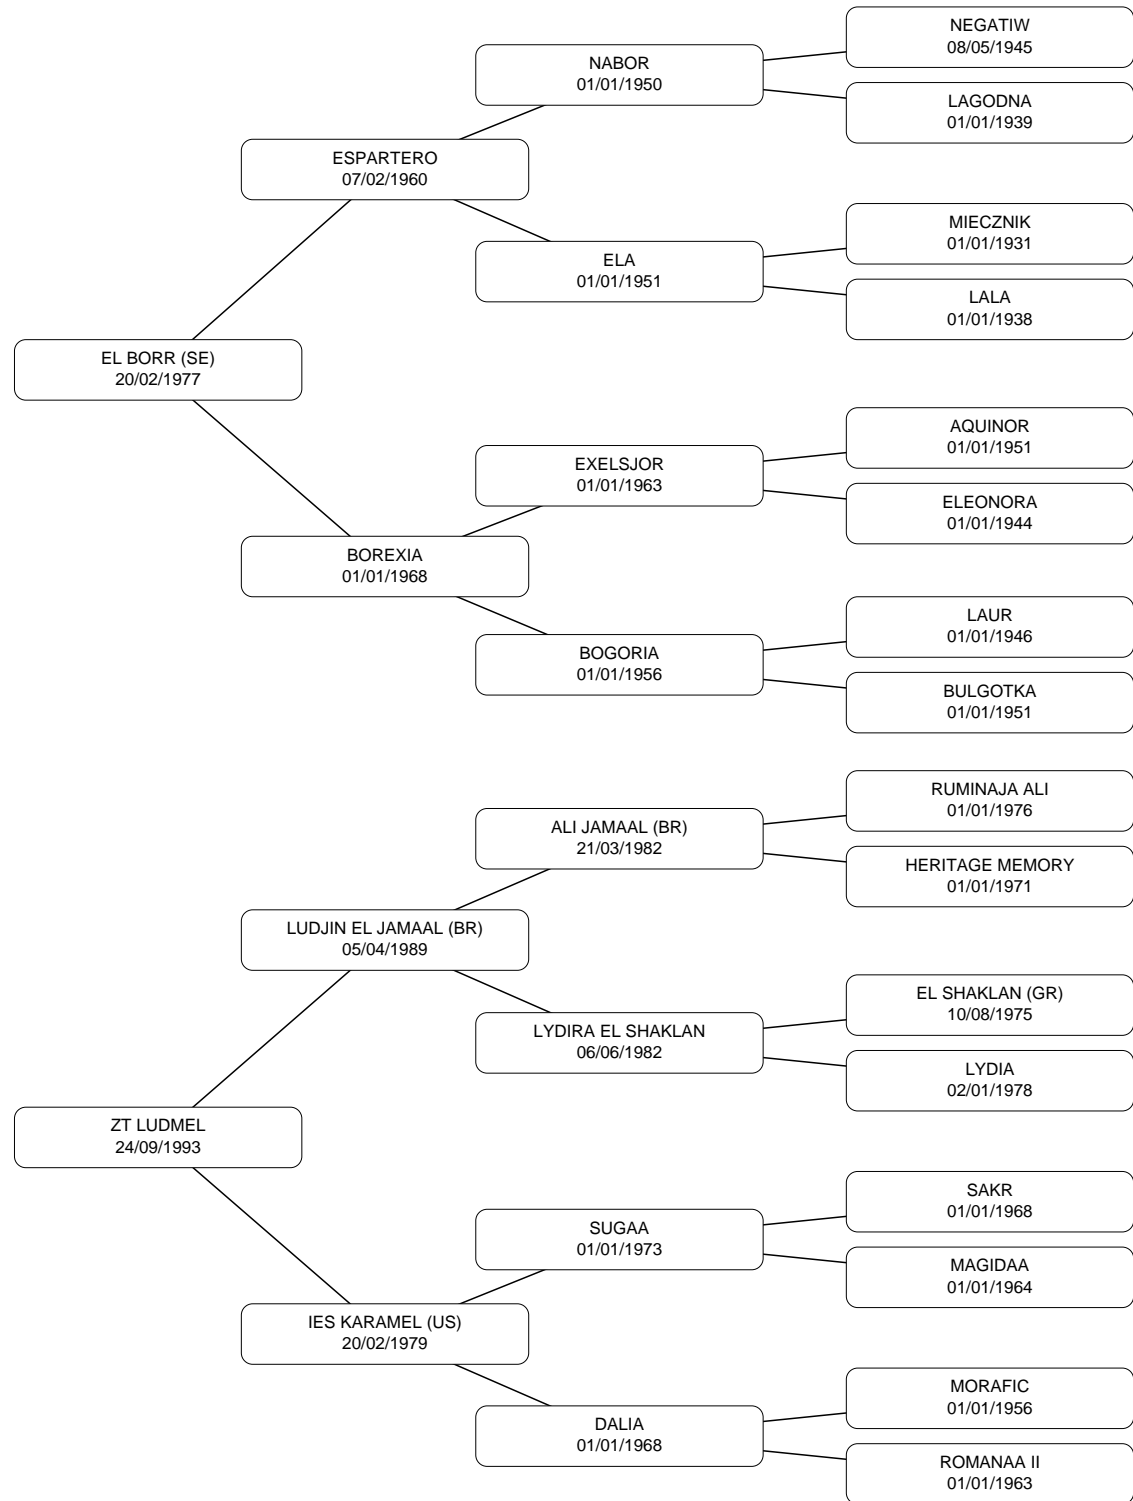 NEGATIW
08/05/1945
NABOR
01/01/1950
LAGODNA
01/01/1939
ESPARTERO
07/02/1960
MIECZNIK
01/01/1931
ELA
01/01/1951
LALA
01/01/1938
EL BORR (SE)
20/02/1977
AQUINOR
01/01/1951
EXELSJOR
01/01/1963
ELEONORA
01/01/1944
BOREXIA
01/01/1968
LAUR
01/01/1946
BOGORIA
01/01/1956
BULGOTKA
01/01/1951
RUMINAJA ALI
01/01/1976
ALI JAMAAL (BR)
21/03/1982
HERITAGE MEMORY
01/01/1971
LUDJIN EL JAMAAL (BR)
05/04/1989
EL SHAKLAN (GR)
10/08/1975
LYDIRA EL SHAKLAN
06/06/1982
LYDIA
02/01/1978
ZT LUDMEL
24/09/1993
SAKR
01/01/1968
SUGAA
01/01/1973
MAGIDAA
01/01/1964
IES KARAMEL (US)
20/02/1979
MORAFIC
01/01/1956
DALIA
01/01/1968
ROMANAA II
01/01/1963